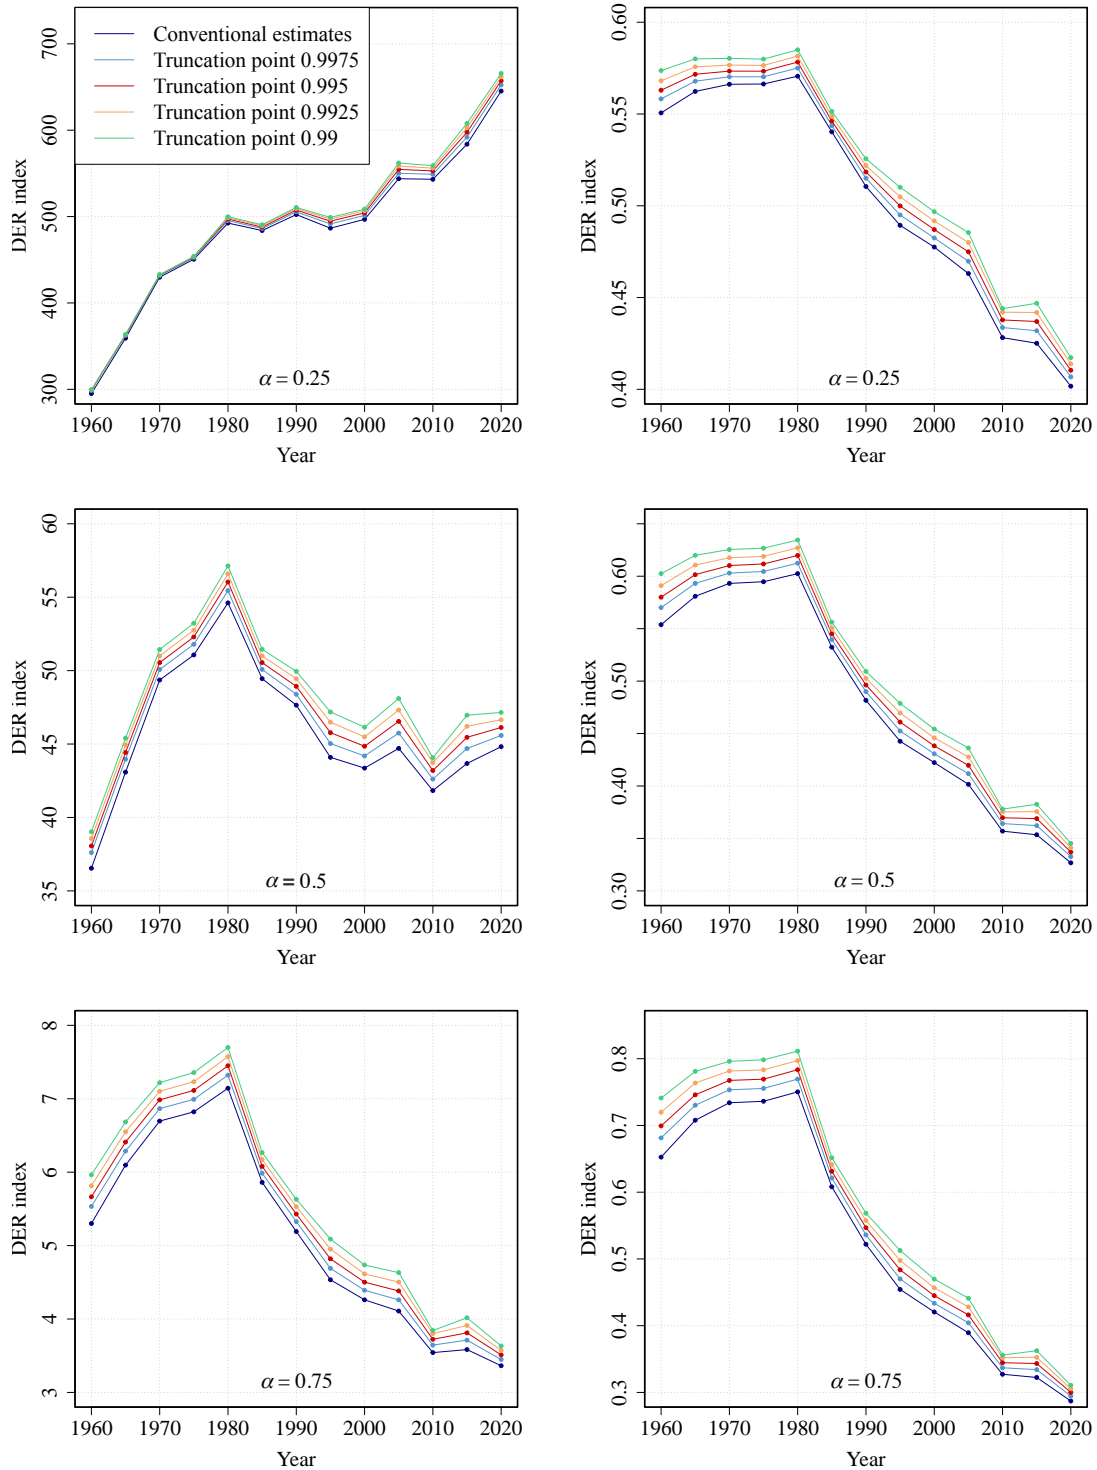 Conventional estimates
Truncation point 0.9975
Truncation point 0.995
Truncation point 0.9925
Truncation point 0.99
DER index
300 400 500 600 700
α = 0.25
1960 1970 1980 1990 2000 2010 2020
Year
DER index
0.40 0.45 0.50 0.55 0.60
α = 0.25
1960 1970 1980 1990 2000 2010 2020
Year
DER index
35 40 45 50 55 60
α = 0.5
1960 1970 1980 1990 2000 2010 2020
Year
DER index
0.30 0.40 0.50 0.60
α = 0.5
1960 1970 1980 1990 2000 2010 2020
Year
DER index
3 4 5 6 7 8
α = 0.75
1960 1970 1980 1990 2000 2010 2020
Year
DER index
0.3 0.4 0.5 0.6 0.7 0.8
α = 0.75
1960 1970 1980 1990 2000 2010 2020
Year